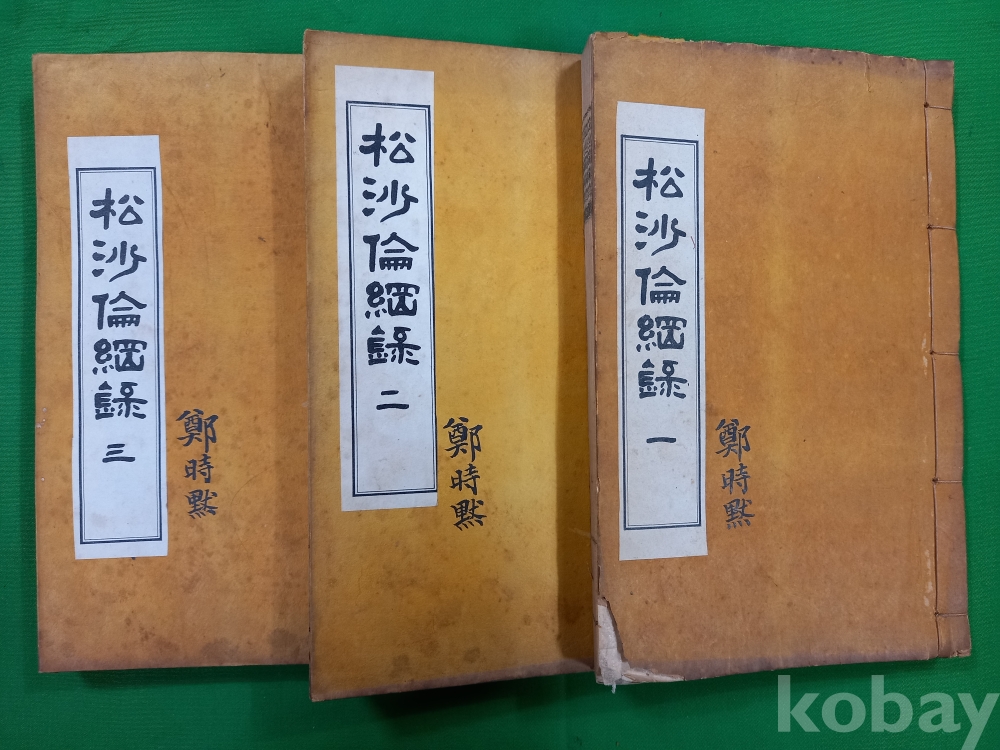 松沙倫綱錄 三
鄭時默
松沙倫綱錄 二
鄭時默
松沙倫綱錄 一
鄭時默
kobay